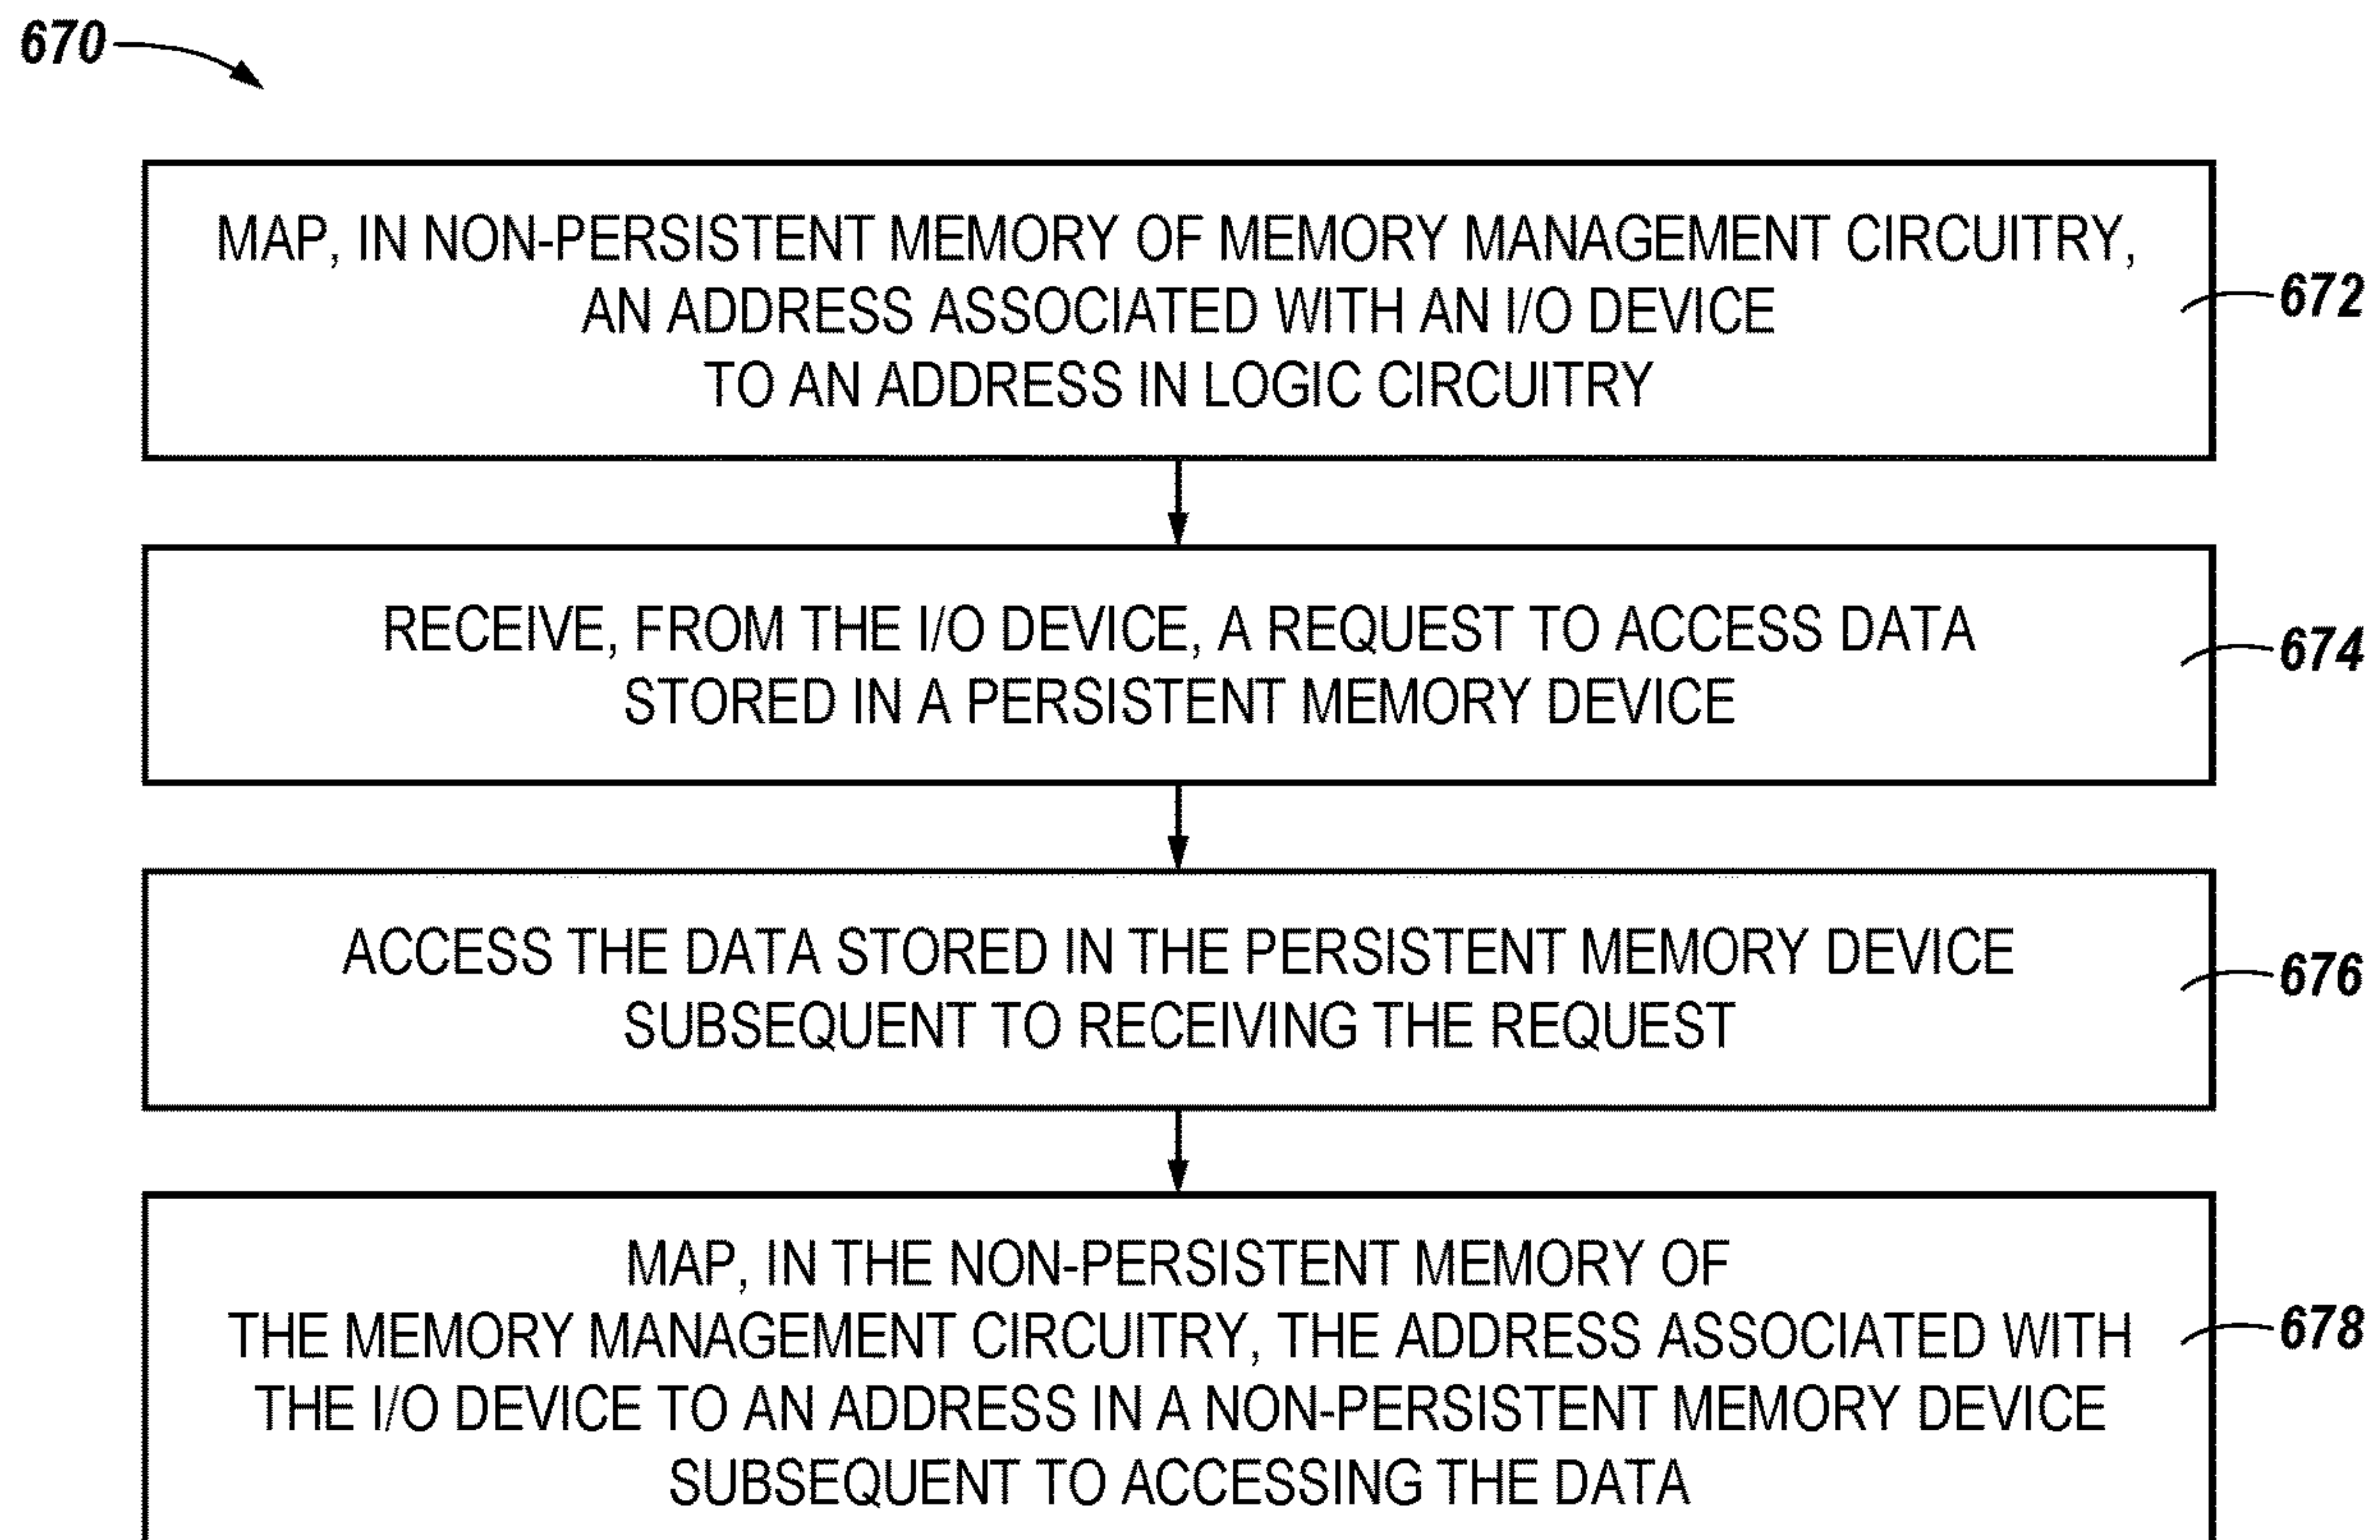 670
MAP, IN NON-PERSISTENT MEMORY OF MEMORY MANAGEMENT CIRCUITRY,
AN ADDRESS ASSOCIATED WITH AN I/O DEVICE
TO AN ADDRESS IN LOGIC CIRCUITRY
672
RECEIVE, FROM THE I/O DEVICE, A REQUEST TO ACCESS DATA
STORED IN A PERSISTENT MEMORY DEVICE
674
ACCESS THE DATA STORED IN THE PERSISTENT MEMORY DEVICE
SUBSEQUENT TO RECEIVING THE REQUEST
676
MAP, IN THE NON-PERSISTENT MEMORY OF
THE MEMORY MANAGEMENT CIRCUITRY, THE ADDRESS ASSOCIATED WITH
THE I/O DEVICE TO AN ADDRESS IN A NON-PERSISTENT MEMORY DEVICE
SUBSEQUENT TO ACCESSING THE DATA
678